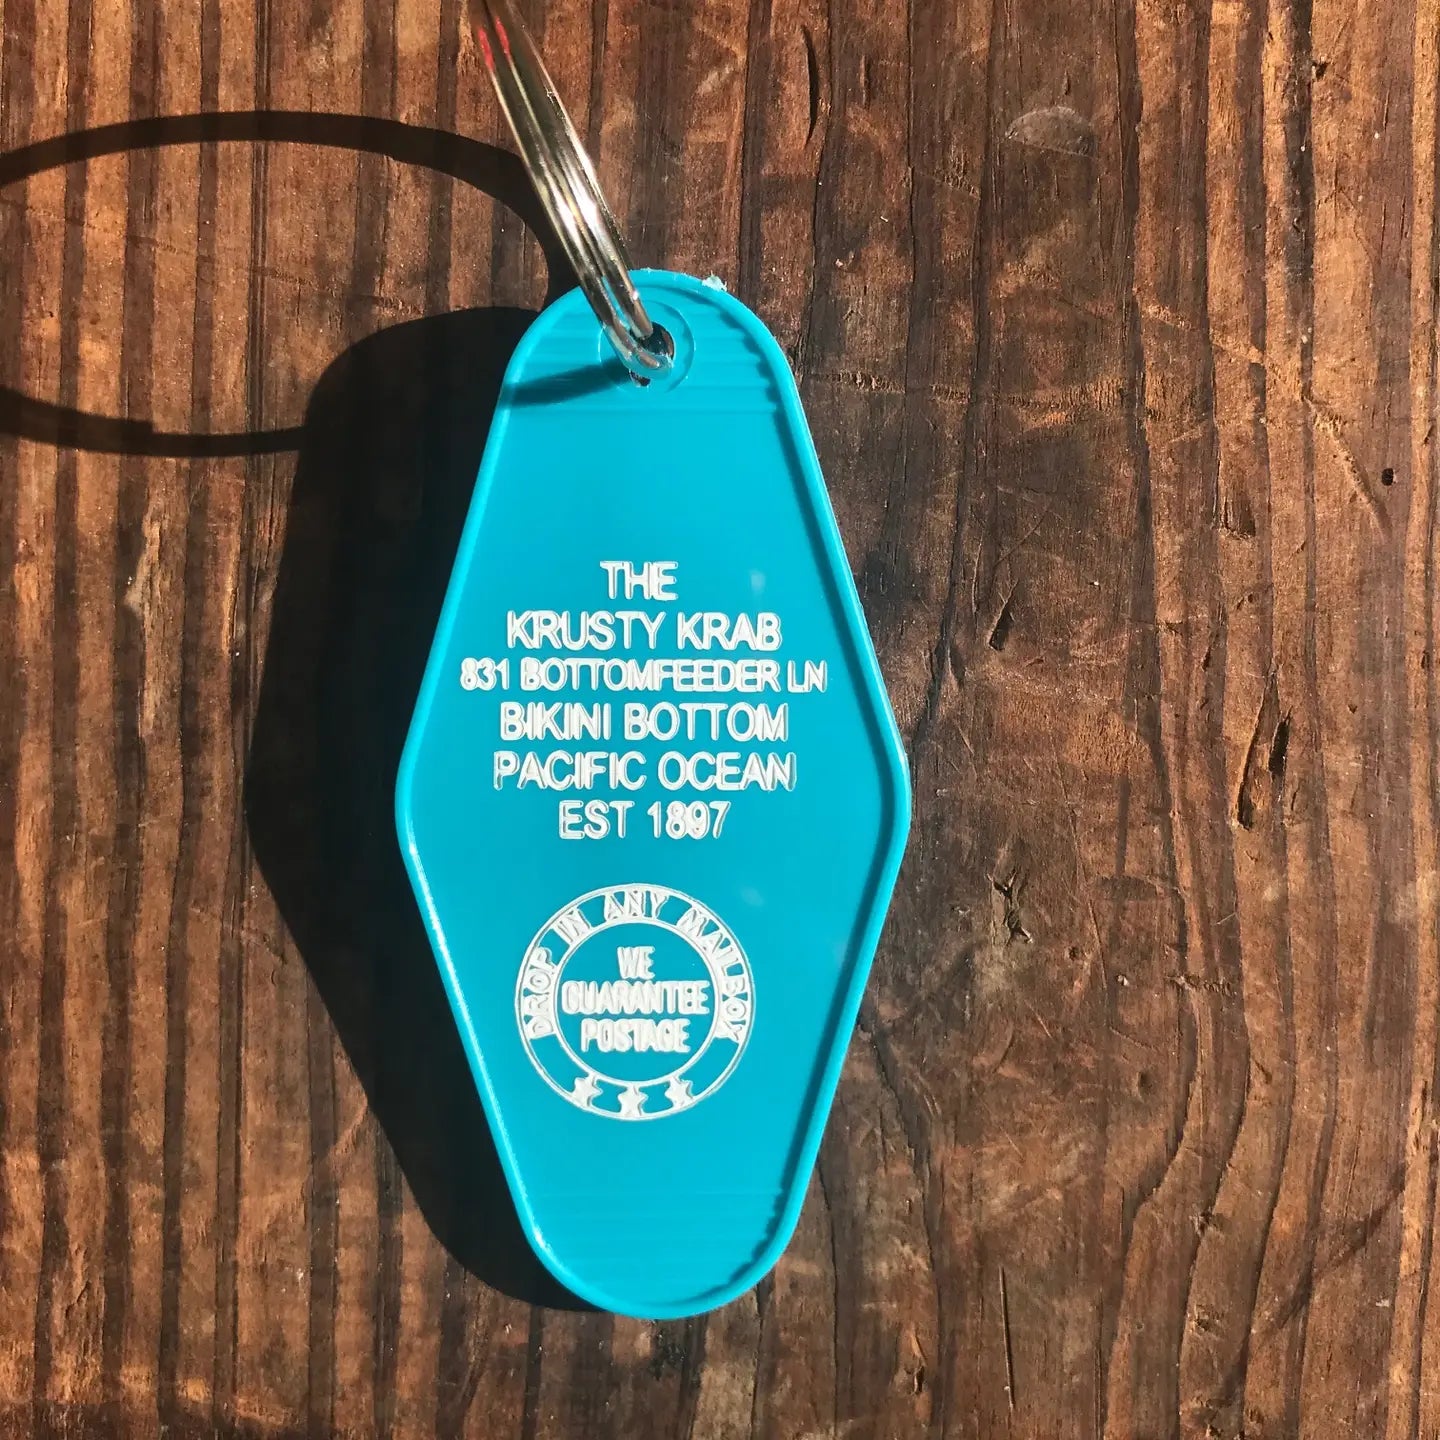 THE
KRUSTY KRAB
831 BOTTOMFEEDER LN
BIKINI BOTTOM
PACIFIC OCEAN
EST 1897
DROP IN ANY MAILBOX
WE
GUARANTEE
POSTAGE